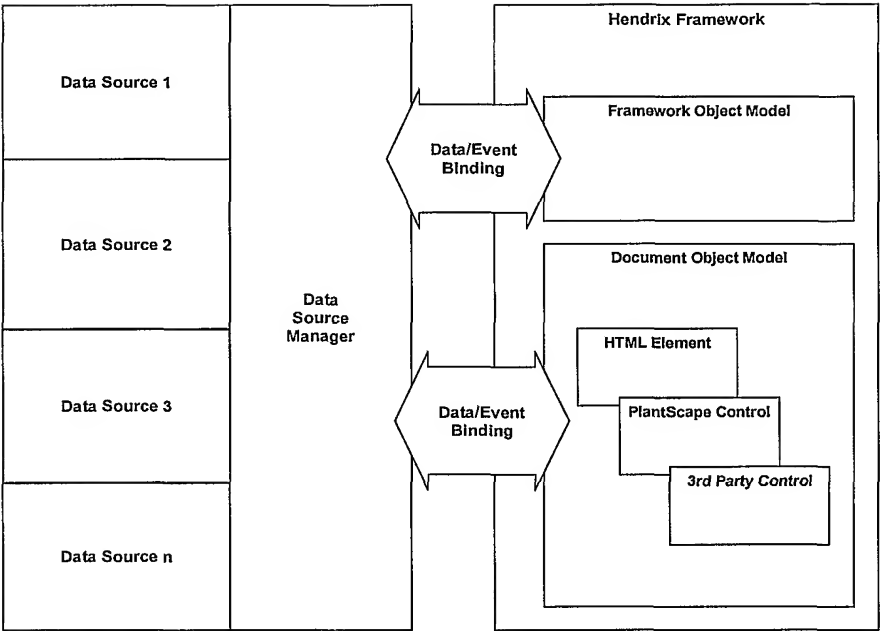 Hendrix Framework
Data Source 1
Framework Object Model
Data/Event
Binding
Data Source 2
Document Object Model
Data
Source
Manager
HTML Element
Data Source 3
PlantScape Control
Data/Event
Binding
3rd Party Control
Data Source n